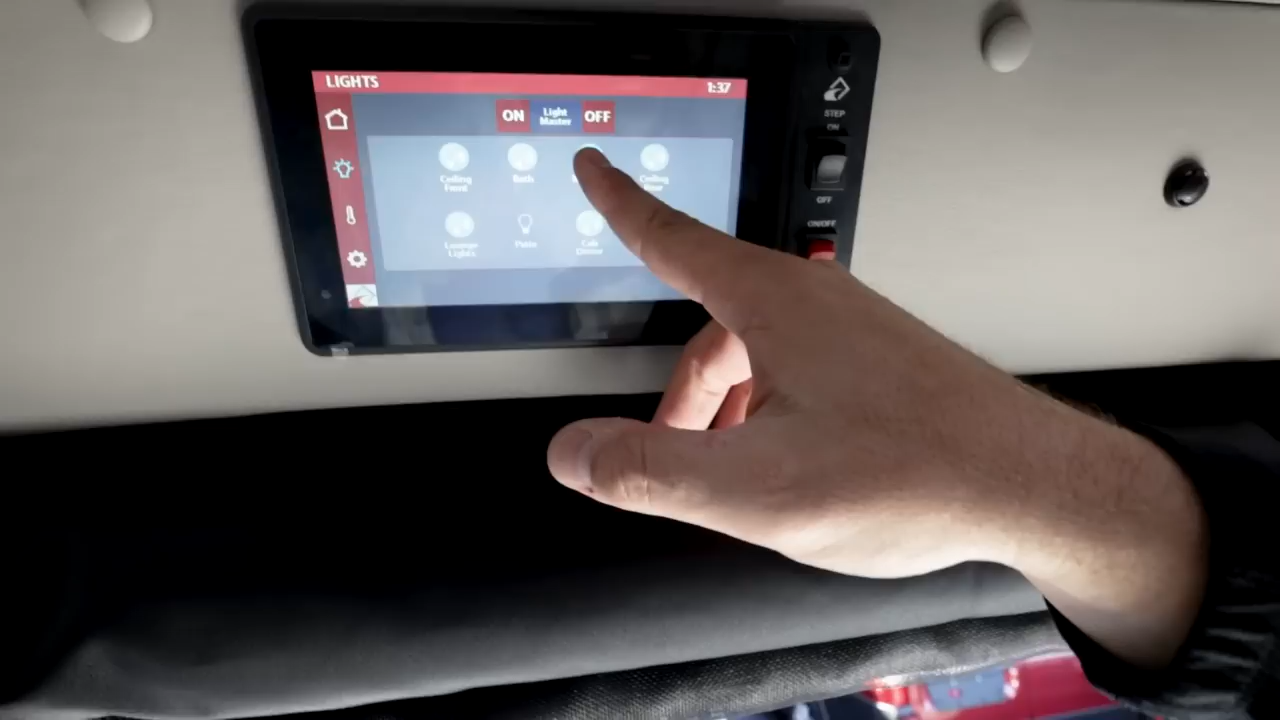 LIGHTS
1:37
ON
Light
Master
OFF
Ceiling
Front
Bath
Ceiling
Rear
Lounge
Lights
Patio
Cab
Dimmer
STEP
ON
OFF
ON/OFF